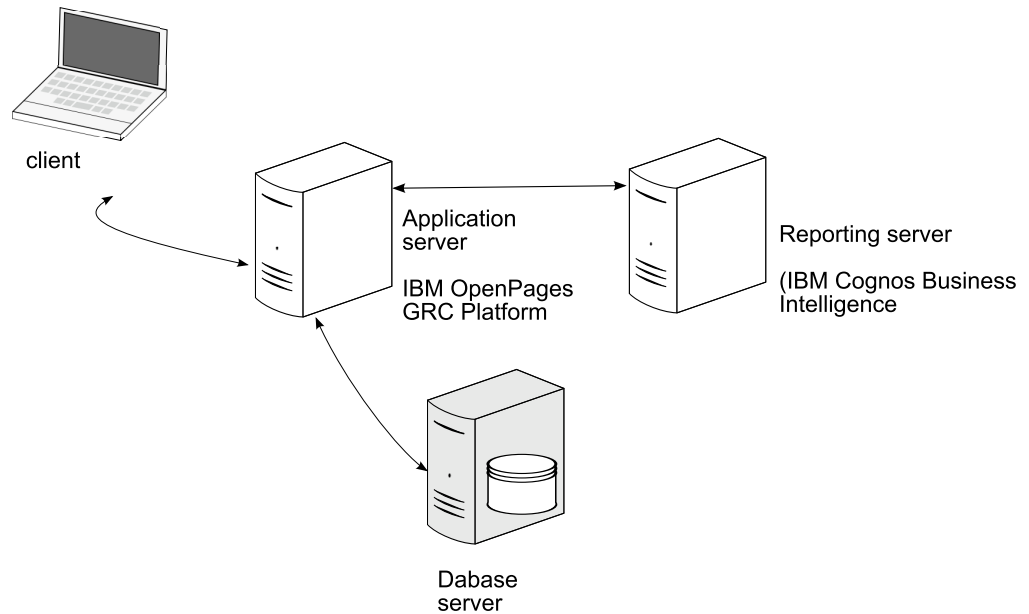 client
Application
server
IBM OpenPages
GRC Platform
Reporting server
(IBM Cognos Business
Intelligence
Dabase
server